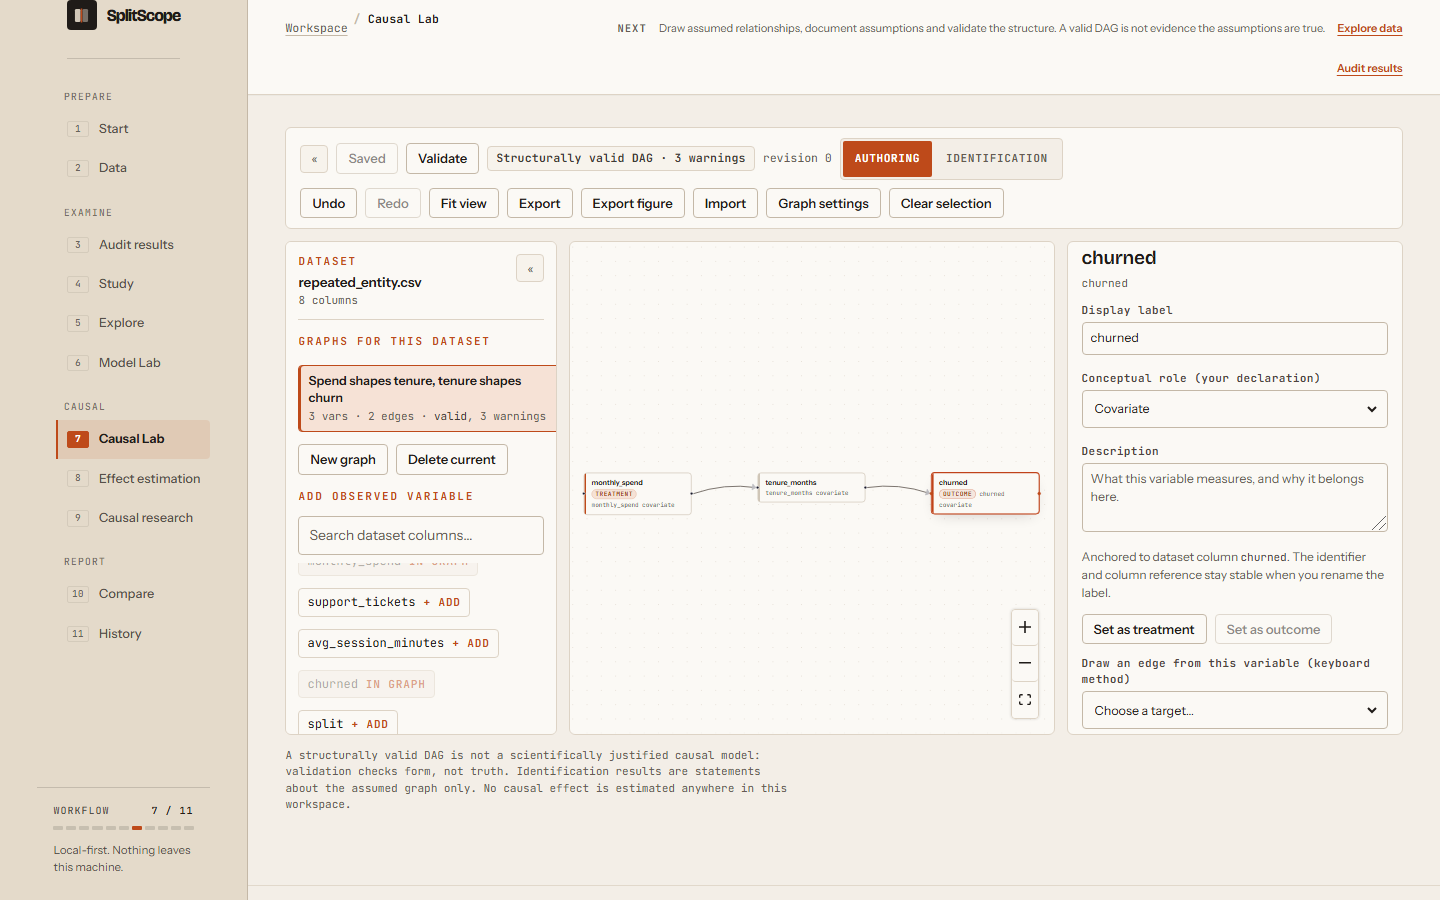 SplitScope
PREPARE
1 Start
2 Data
EXAMINE
3 Audit results
4 Study
5 Explore
6 Model Lab
CAUSAL
7 Causal Lab
8 Effect estimation
9 Causal research
REPORT
10 Compare
11 History
WORKFLOW 7 / 11
Local-first. Nothing leaves
this machine.
Workspace / Causal Lab
NEXT Draw assumed relationships, document assumptions and validate the structure. A valid DAG is not evidence the assumptions are true. Explore data
Audit results
« Saved Validate Structurally valid DAG · 3 warnings revision 0 AUTHORING IDENTIFICATION
Undo Redo Fit view Export Export figure Import Graph settings Clear selection
DATASET «
repeated_entity.csv
8 columns
GRAPHS FOR THIS DATASET
Spend shapes tenure, tenure shapes
churn
3 vars · 2 edges · valid, 3 warnings
New graph Delete current
ADD OBSERVED VARIABLE
Search dataset columns...
monthly_spend IN GRAPH
support_tickets + ADD
avg_session_minutes + ADD
churned IN GRAPH
split + ADD
monthly_spend
TREATMENT
monthly_spend covariate
tenure_months
tenure_months covariate
churned
OUTCOME churned
covariate
churned
churned
Display label
churned
Conceptual role (your declaration)
Covariate
Description
What this variable measures, and why it belongs
here.
Anchored to dataset column churned. The identifier
and column reference stay stable when you rename the
label.
Set as treatment Set as outcome
Draw an edge from this variable (keyboard
method)
Choose a target...
A structurally valid DAG is not a scientifically justified causal model:
validation checks form, not truth. Identification results are statements
about the assumed graph only. No causal effect is estimated anywhere in this
workspace.